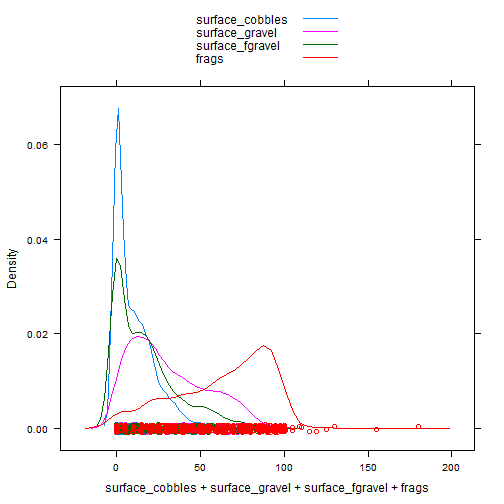 surface_cobbles
surface_gravel
surface_fgravel
frags
0.06
0.04
0.02
0.00
Density
0 50 100 150 200
surface_cobbles + surface_gravel + surface_fgravel + frags